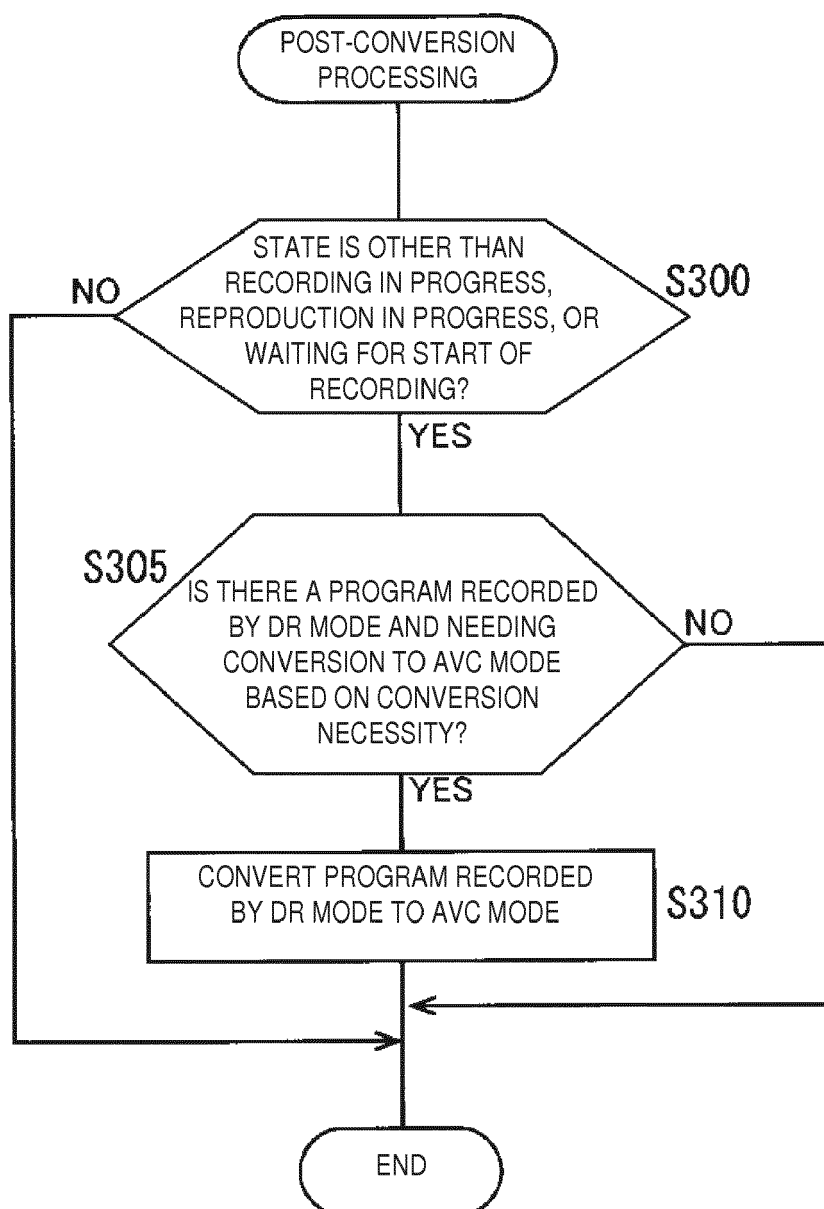 POST-CONVERSION
PROCESSING
STATE IS OTHER THAN
RECORDING IN PROGRESS,
REPRODUCTION IN PROGRESS, OR
WAITING FOR START OF
RECORDING?
S300
NO
YES
S305
IS THERE A PROGRAM RECORDED
BY DR MODE AND NEEDING
CONVERSION TO AVC MODE
BASED ON CONVERSION
NECESSITY?
NO
YES
CONVERT PROGRAM RECORDED
BY DR MODE TO AVC MODE
S310
END